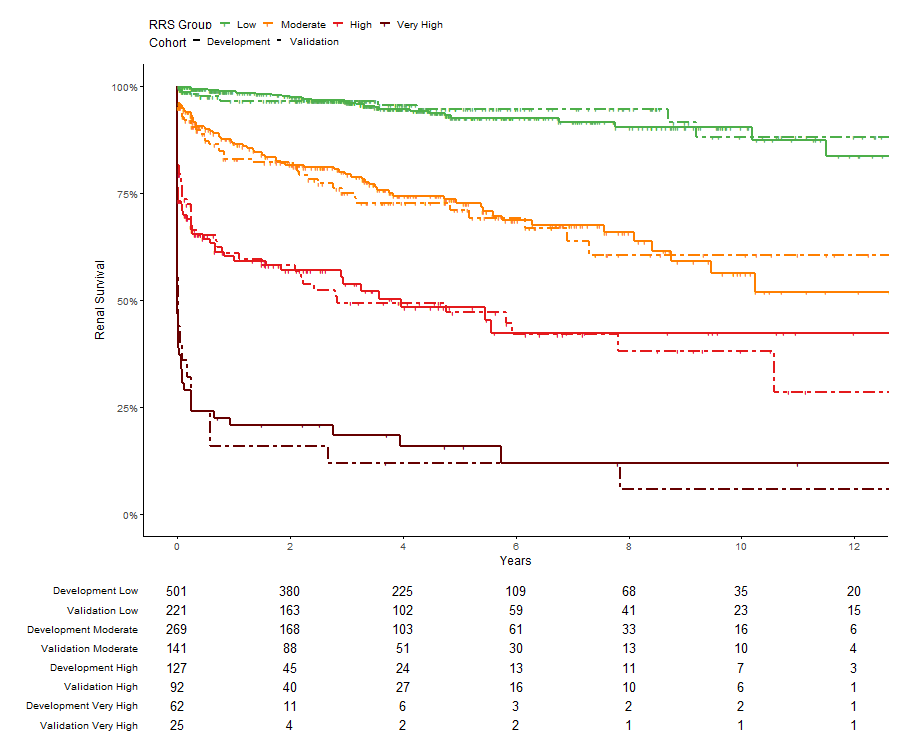 RRS Group Low Moderate High Very High
Cohort Development Validation
100%
75%
50%
25%
0%
Renal Survival
0 2 4 6 8 10 12
Years
Development Low 501 380 225 109 68 35 20
Validation Low 221 163 102 59 41 23 15
Development Moderate 269 168 103 61 33 16 6
Validation Moderate 141 88 51 30 13 10 4
Development High 127 45 24 13 11 7 3
Validation High 92 40 27 16 10 6 1
Development Very High 62 11 6 3 2 2 1
Validation Very High 25 4 2 2 1 1 1